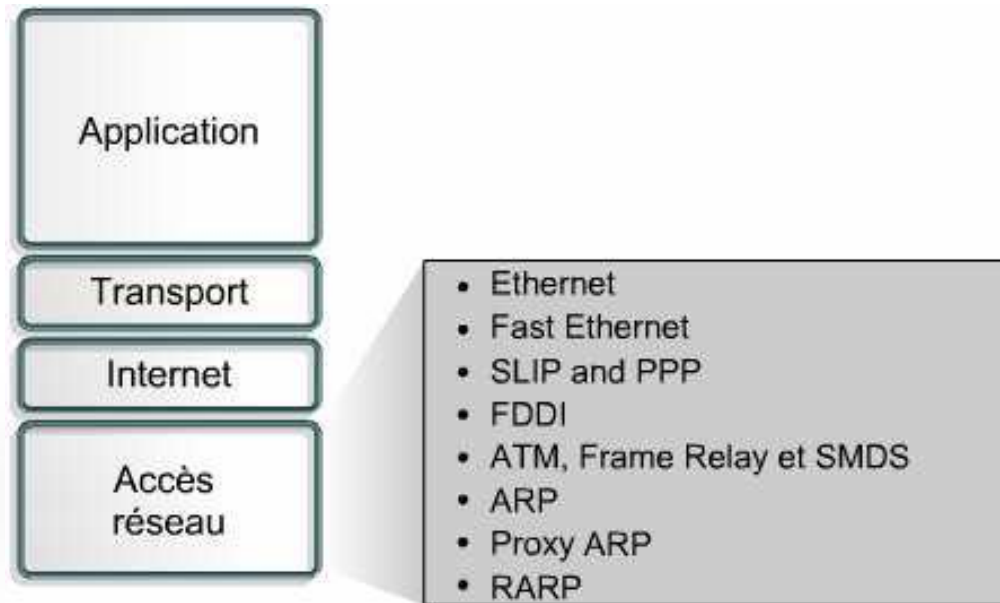 Application
Transport
Internet
Accès
réseau
• Ethernet
• Fast Ethernet
• SLIP and PPP
• FDDI
• ATM, Frame Relay et SMDS
• ARP
• Proxy ARP
• RARP